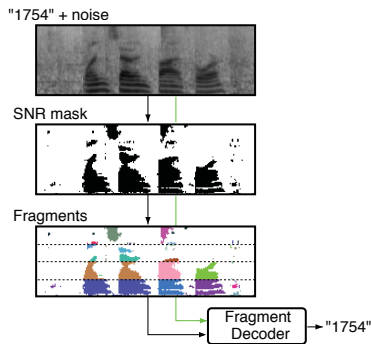 "1754" + noise
SNR mask
Fragments
Fragment
Decoder
"1754"